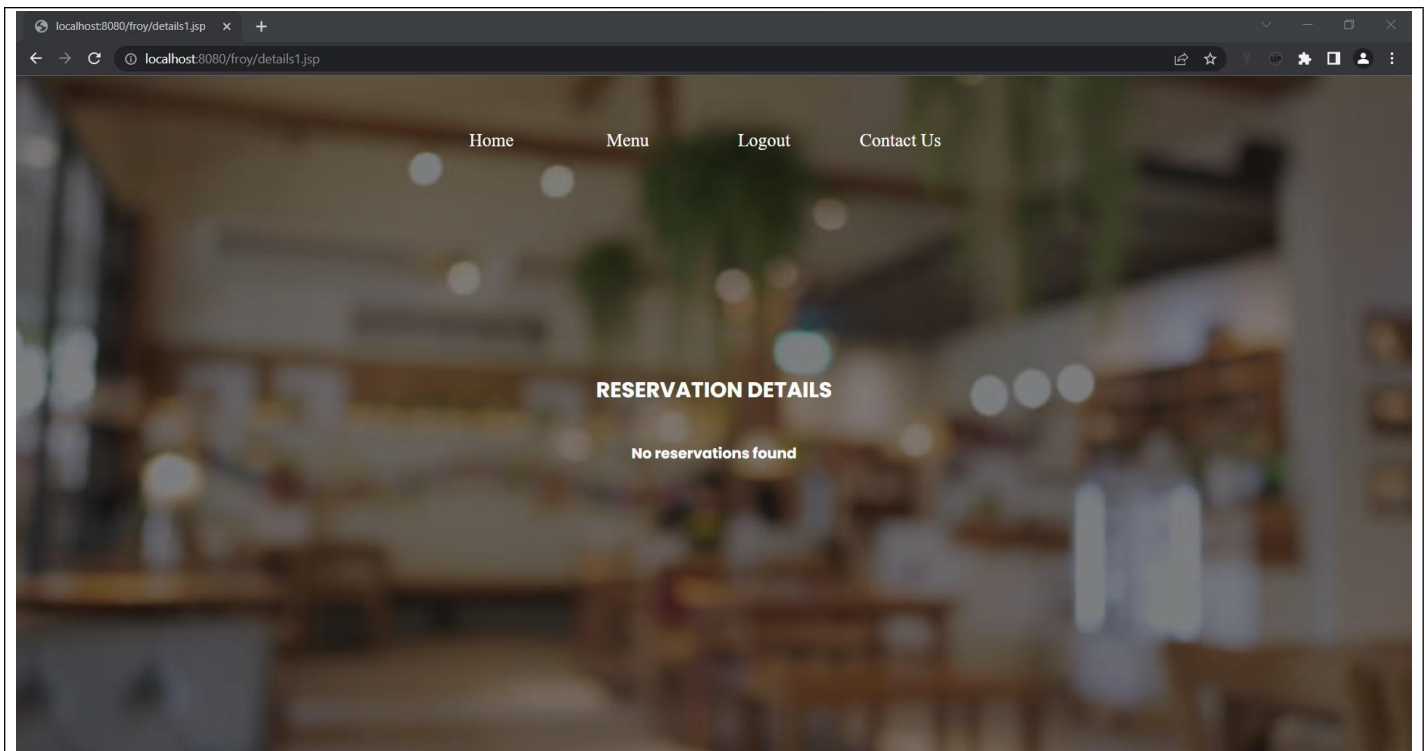 localhost:8080/froy/details1.jsp
localhost:8080/froy/details1.jsp
Home Menu Logout Contact Us
RESERVATION DETAILS
No reservations found